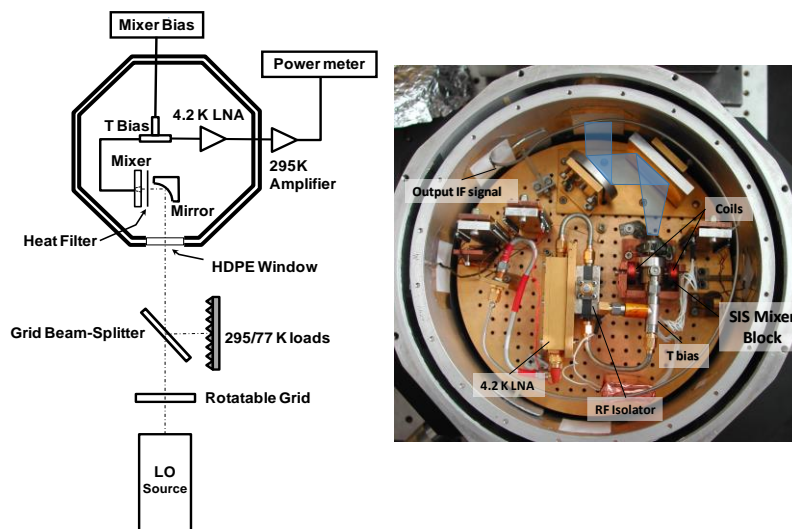 Mixer Bias
Power meter
4.2 K LNA
T Bias
295K
Amplifier
Mixer
Mirror
Heat Filter
HDPE Window
Grid Beam-Splitter
295/77 K loads
Rotatable Grid
LO
Source
Output IF signal
Coils
SIS Mixer
Block
T bias
4.2K LNA
RF Isolator